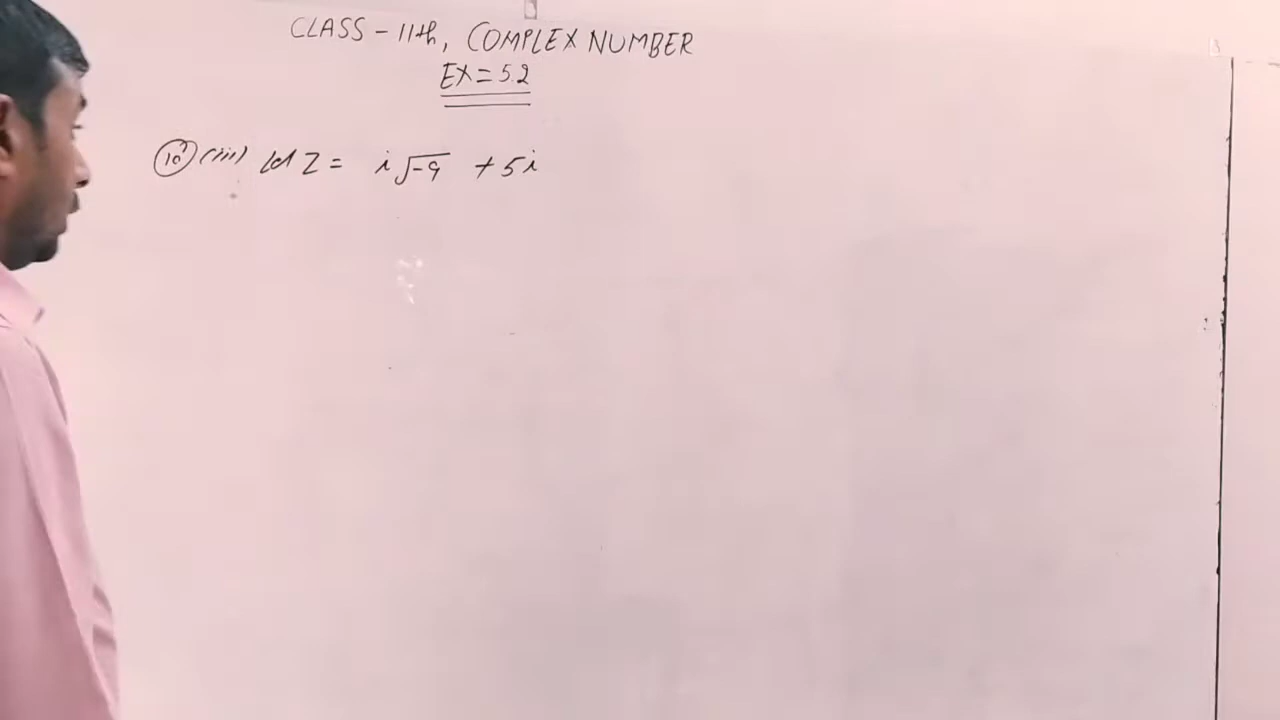 CLASS - 11th, COMPLEX NUMBER
EX = 5.2
10 (iii) let Z = i√-9 + 5i